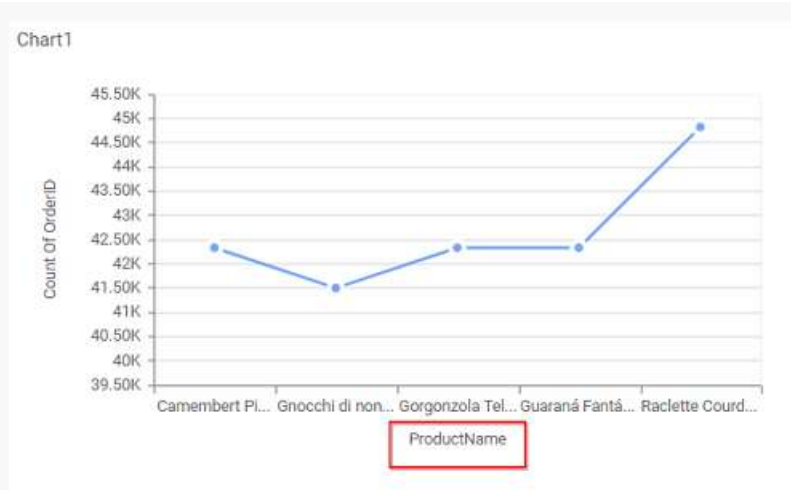 Chart1
45.50K
45K
44.50K
44K
43.50K
43K
42.50K
42K
41.50K
41K
40.50K
40K
39.50K
Count Of OrderID
Camembert Pi... Gnocchi di non... Gorgonzola Tel... Guaraná Fantá... Raclette Courd...
ProductName